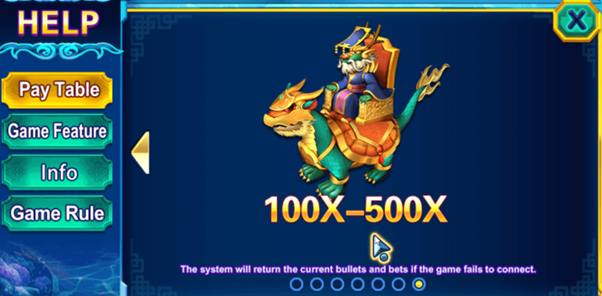 HELP
Pay Table
Game Feature
Info
Game Rule
X
100X-500X
The system will return the current bullets and bets if the game fails to connect.